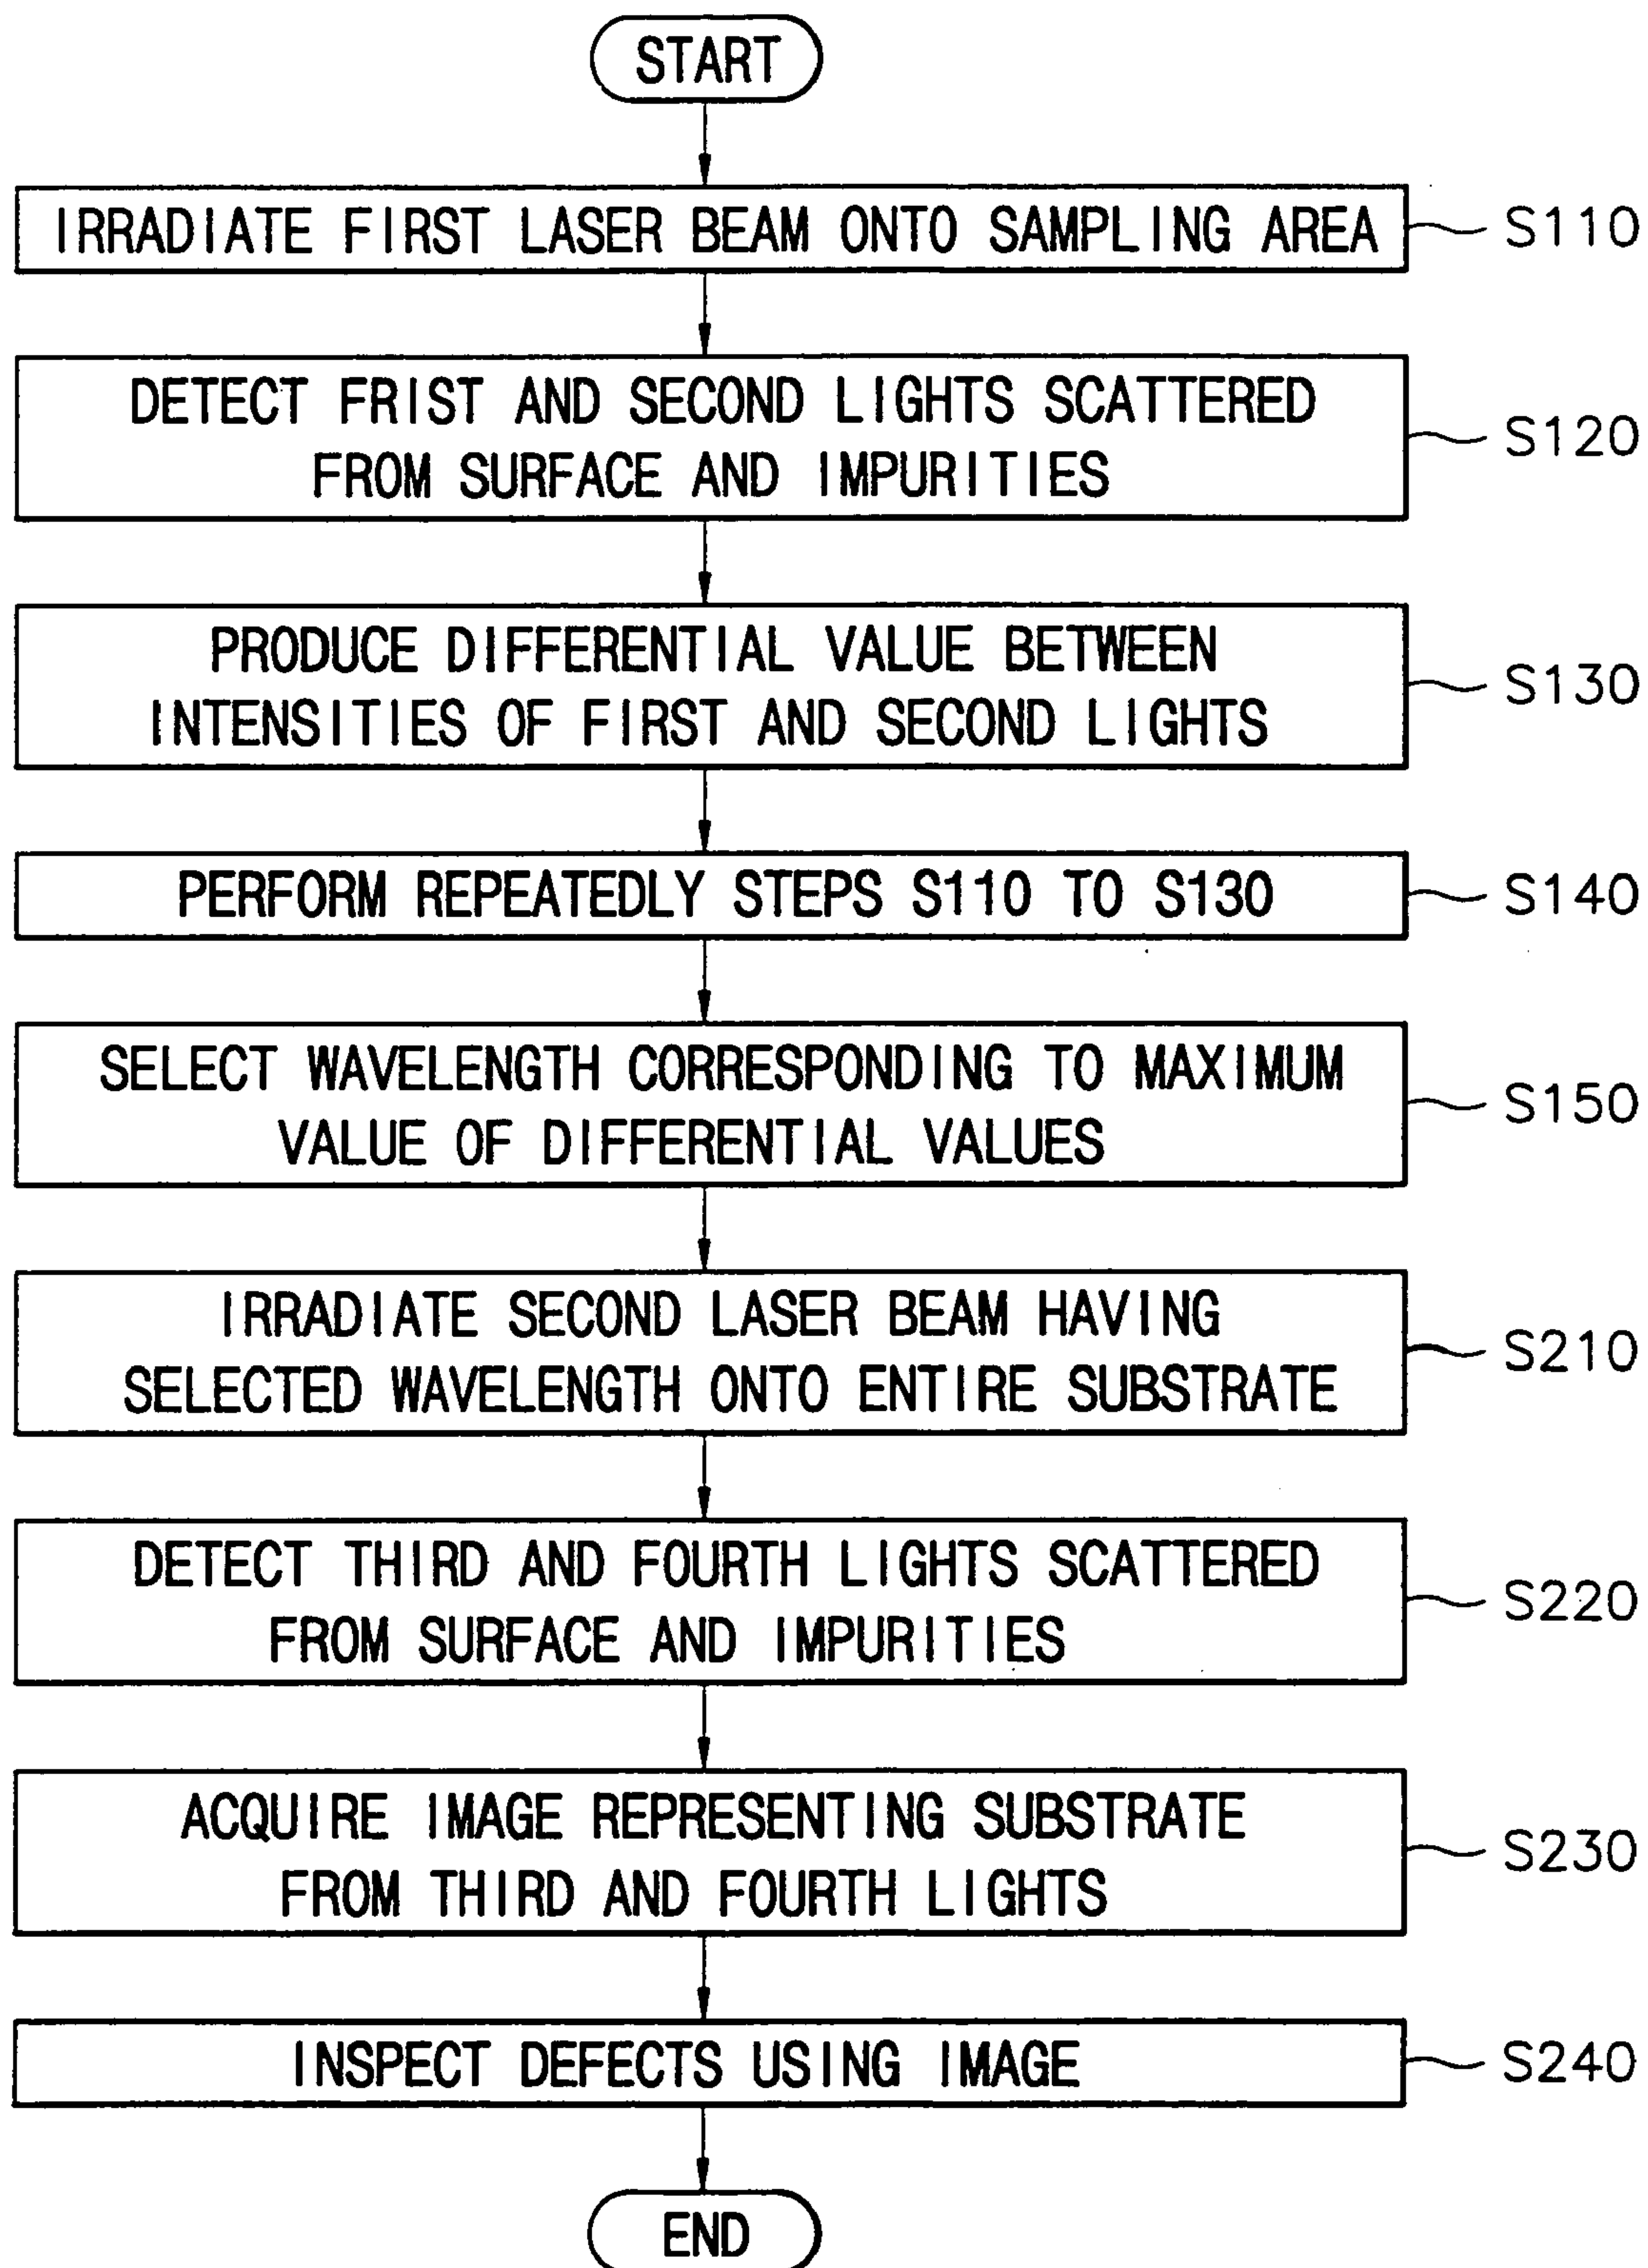 START
IRRADIATE FIRST LASER BEAM ONTO SAMPLING AREA
S110
DETECT FRIST AND SECOND LIGHTS SCATTERED
FROM SURFACE AND IMPURITIES
S120
PRODUCE DIFFERENTIAL VALUE BETWEEN
INTENSITIES OF FIRST AND SECOND LIGHTS
S130
PERFORM REPEATEDLY STEPS S110 TO S130
S140
SELECT WAVELENGTH CORRESPONDING TO MAXIMUM
VALUE OF DIFFERENTIAL VALUES
S150
IRRADIATE SECOND LASER BEAM HAVING
SELECTED WAVELENGTH ONTO ENTIRE SUBSTRATE
S210
DETECT THIRD AND FOURTH LIGHTS SCATTERED
FROM SURFACE AND IMPURITIES
S220
ACQUIRE IMAGE REPRESENTING SUBSTRATE
FROM THIRD AND FOURTH LIGHTS
S230
INSPECT DEFECTS USING IMAGE
S240
END